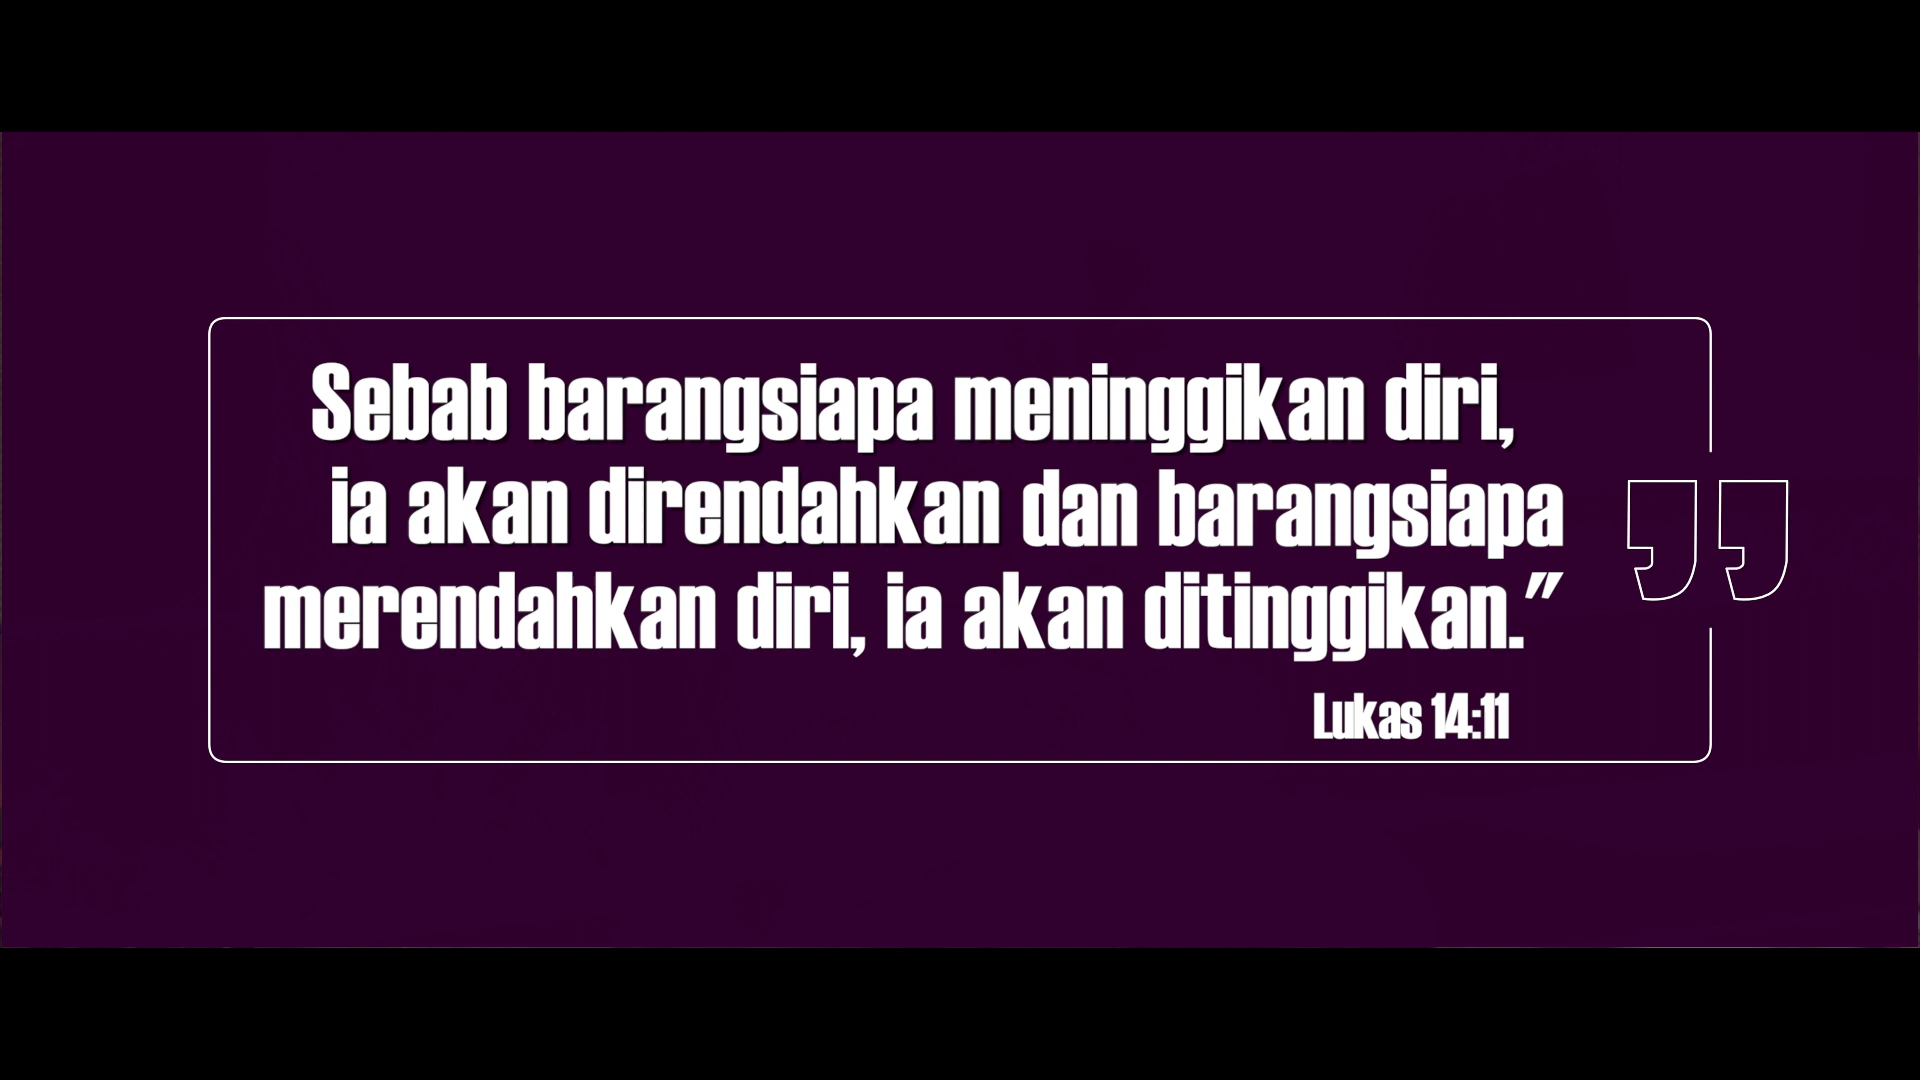 Sebab barangsiapa meninggikan diri,
ia akan direndahkan dan barangsiapa
merendahkan diri, ia akan ditinggikan.”
Lukas 14:11